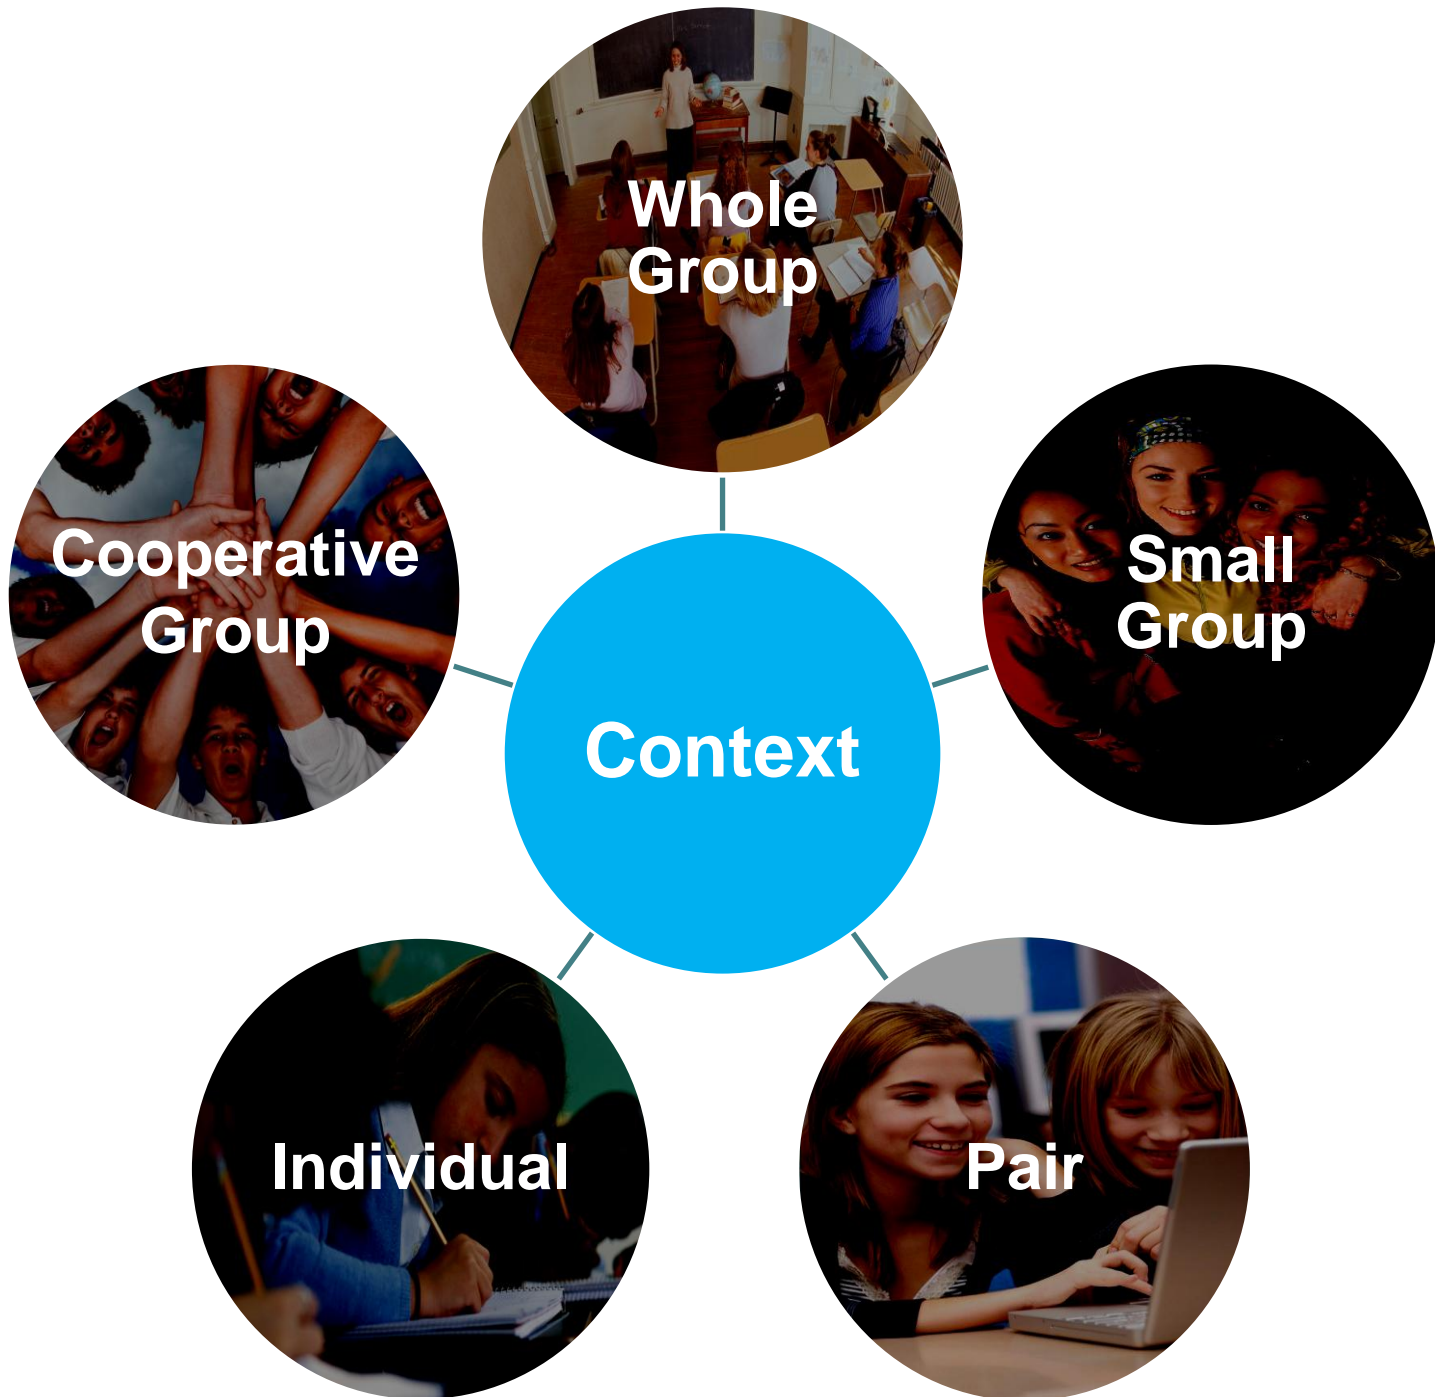 Whole
Group
Cooperative
Group
Small
Group
Context
Individual
Pair